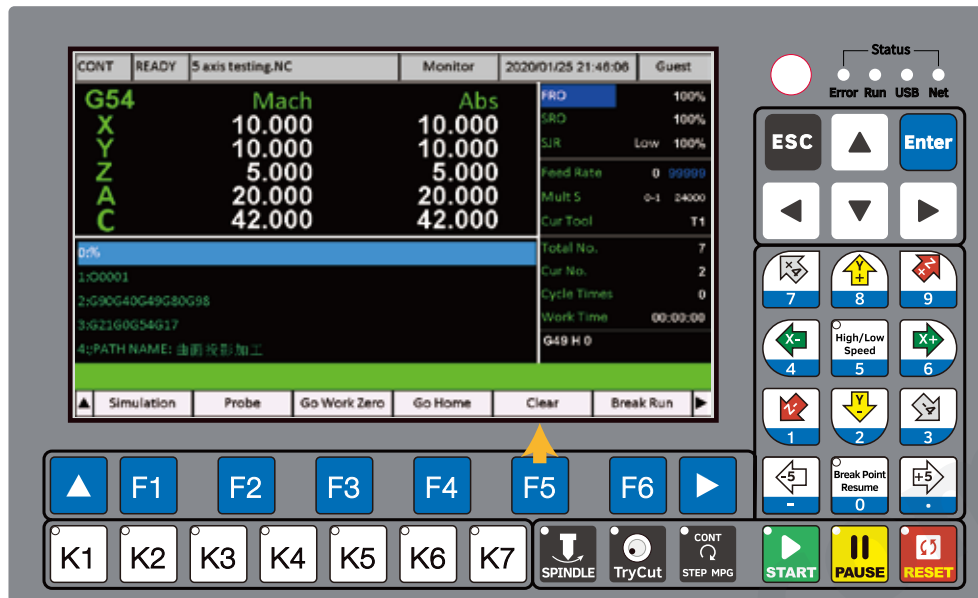 Status
Error Run USB Net
CONT READY 5 axis testing.NC Monitor 2020/01/25 21:46:06 Guest
G54 Mach Abs
X 10.000 10.000
Y 10.000 10.000
Z 5.000 5.000
A 20.000 20.000
C 42.000 42.000
FRO 100%
SRO 100%
SJR Low 100%
Feed Rate 0 99999
Mult S 0-1 24000
Cur Tool T1
Total No. 7
Cur No. 2
Cycle Times 0
Work Time 00:00:00
G49 H 0
0:%
1:O0001
2:G90G40G49G80G98
3:G21G0G54G17
4:;PATH NAME: 曲面投影加工
Simulation Probe Go Work Zero Go Home Clear Break Run
F1 F2 F3 F4 F5 F6
K1 K2 K3 K4 K5 K6 K7
SPINDLE
TryCut
CONT
STEP MPG
ESC Enter
X4 Y+ X+Z
7 8 9
X- High/Low Speed X+
4 5 6
Z- Y- -4
1 2 3
-5 Break Point Resume +5
- 0 .
START PAUSE RESET